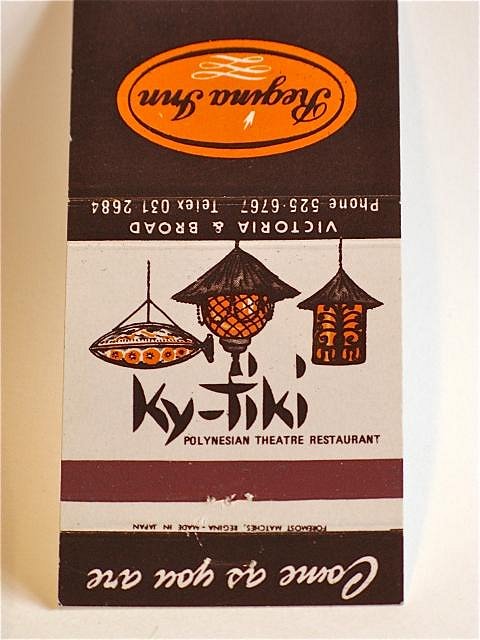 Regina Inn
Phone 525-6767 Telex 031 2684
VICTORIA & BROAD
Ky-Tiki
POLYNESIAN THEATRE RESTAURANT
FOREMOST MATCHES, REGINA - MADE IN JAPAN
Come as you are